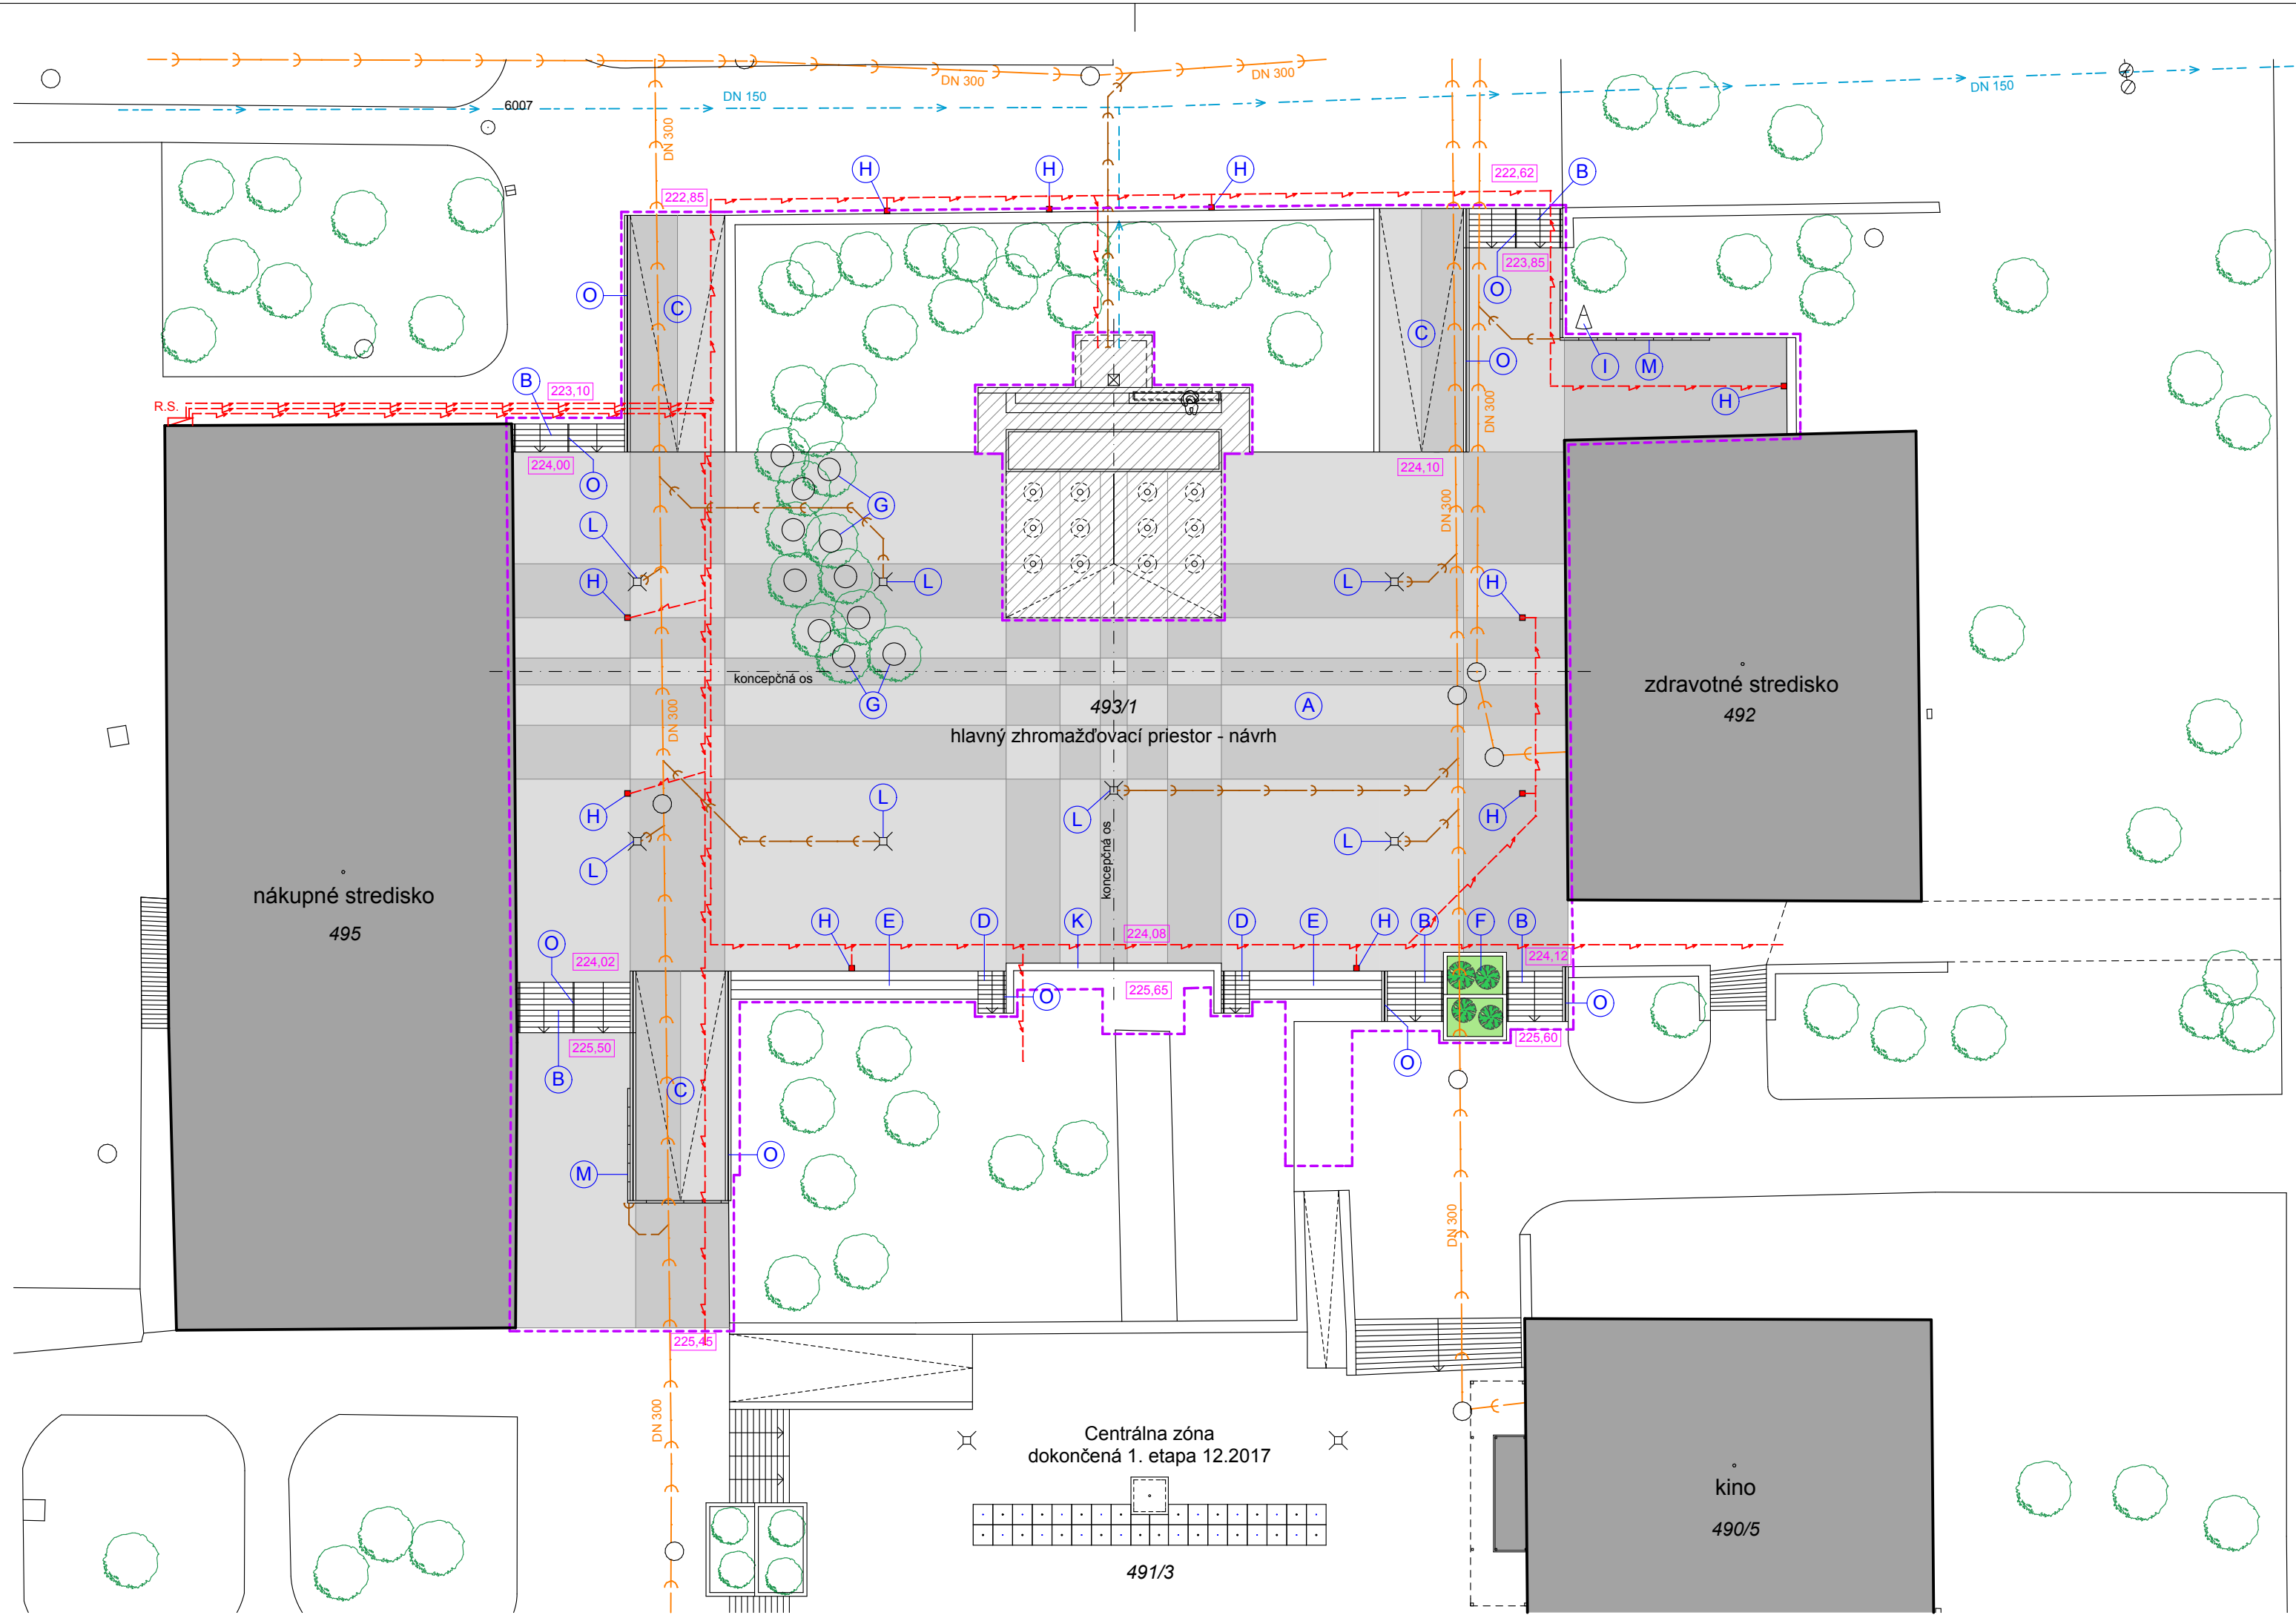 DN 300
DN 300
DN 150
DN 150
6007
DN 300
H
H
H
222,85
222,62
B
223,85
O
O
C
C
O
I
M
H
B
223,10
R.S.
224,00
O
224,10
DN 300
DN 300
G
L
H
L
L
H
koncepčná os
G
A
493/1
hlavný zhromažďovací priestor - návrh
zdravotné stredisko
492
DN 300
H
L
L
L
H
L
koncepčná os
nákupné stredisko
495
H
E
D
K
224,08
D
E
H
B
F
B
224,12
O
224,02
O
225,65
O
225,50
B
C
O
225,60
M
O
DN 300
225,45
DN 300
Centrálna zóna
dokončená 1. etapa 12.2017
491/3
kino
490/5